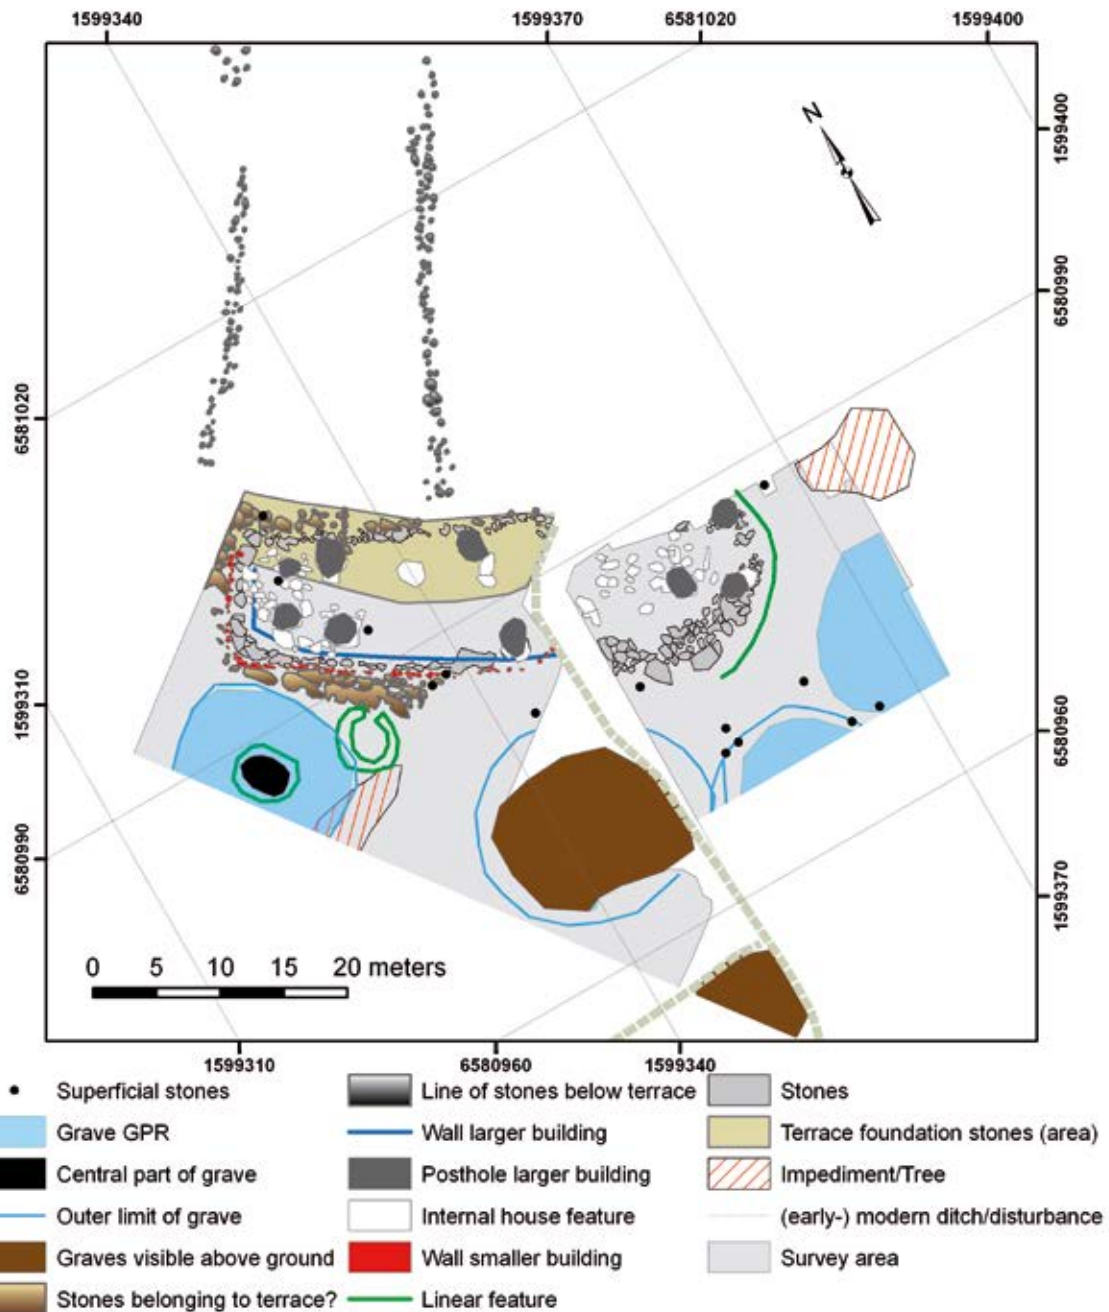 1599340 1599370 6581020 1599400
1599400
6580990
N
6581020
1599310
6580960
6580990
1599370
0 5 10 15 20 meters
1599310 6580960 1599340
Superficial stones Line of stones below terrace Stones
Grave GPR Wall larger building Terrace foundation stones (area)
Central part of grave Posthole larger building Impediment/Tree
Outer limit of grave Internal house feature (early-) modern ditch/disturbance
Graves visible above ground Wall smaller building Survey area
Stones belonging to terrace? Linear feature